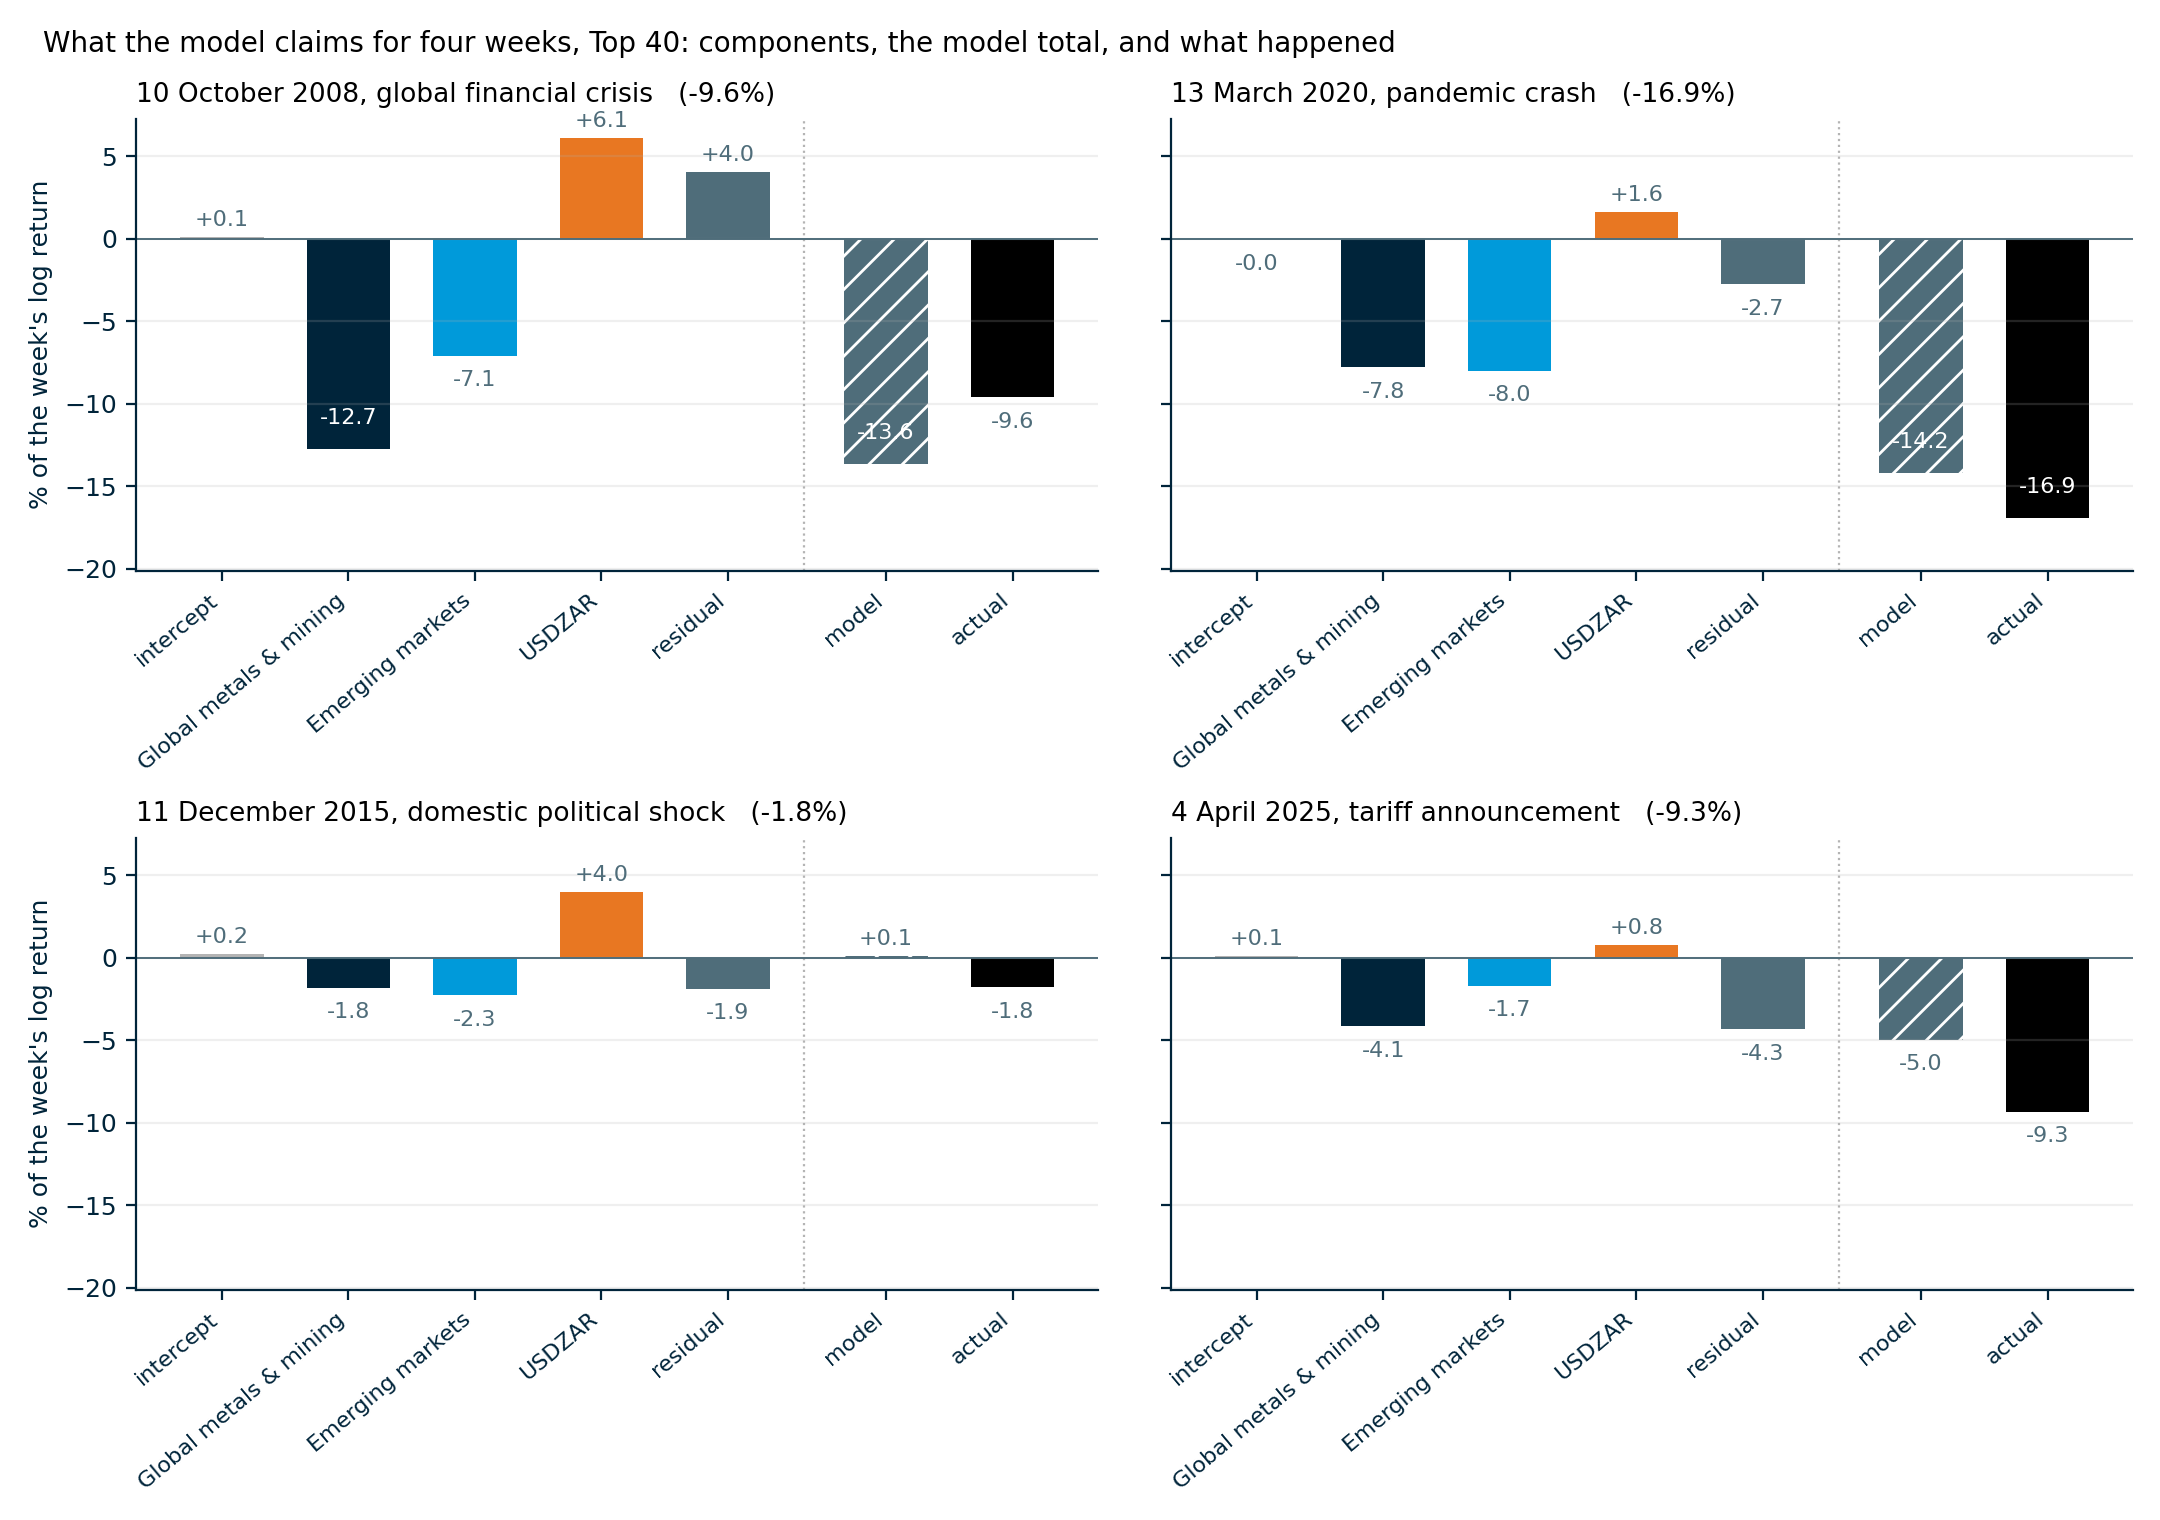 What the model claims for four weeks, Top 40: components, the model total, and what happened
10 October 2008, global financial crisis (-9.6%)
% of the week's log return
5
0
−5
−10
−15
−20
+0.1
-12.7
-7.1
+6.1
+4.0
-13.6
-9.6
intercept
Global metals & mining
Emerging markets
USDZAR
residual
model
actual
13 March 2020, pandemic crash (-16.9%)
-0.0
-7.8
-8.0
+1.6
-2.7
-14.2
-16.9
intercept
Global metals & mining
Emerging markets
USDZAR
residual
model
actual
11 December 2015, domestic political shock (-1.8%)
% of the week's log return
5
0
−5
−10
−15
−20
+0.2
-1.8
-2.3
+4.0
-1.9
+0.1
-1.8
intercept
Global metals & mining
Emerging markets
USDZAR
residual
model
actual
4 April 2025, tariff announcement (-9.3%)
+0.1
-4.1
-1.7
+0.8
-4.3
-5.0
-9.3
intercept
Global metals & mining
Emerging markets
USDZAR
residual
model
actual